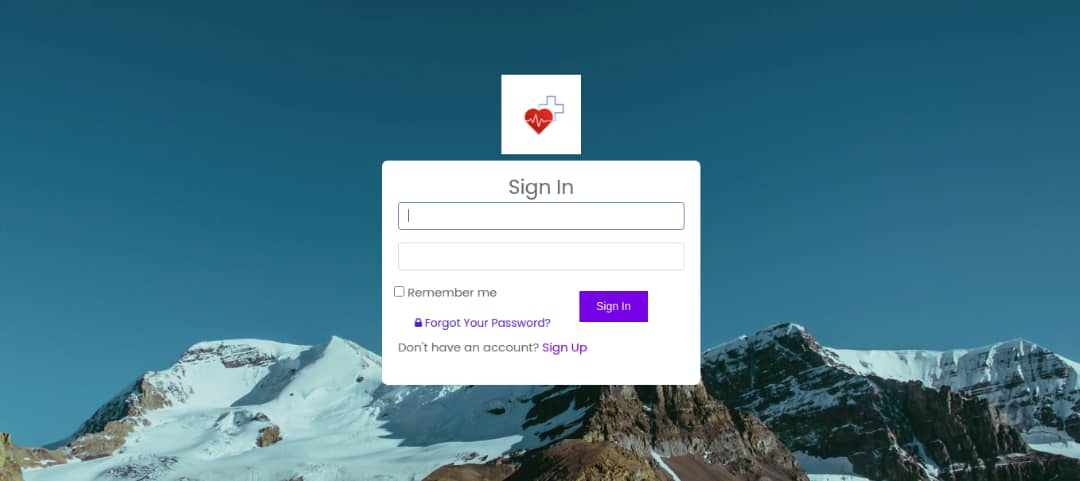 Sign In
Remember me
Sign In
Forgot Your Password?
Don't have an account? Sign Up